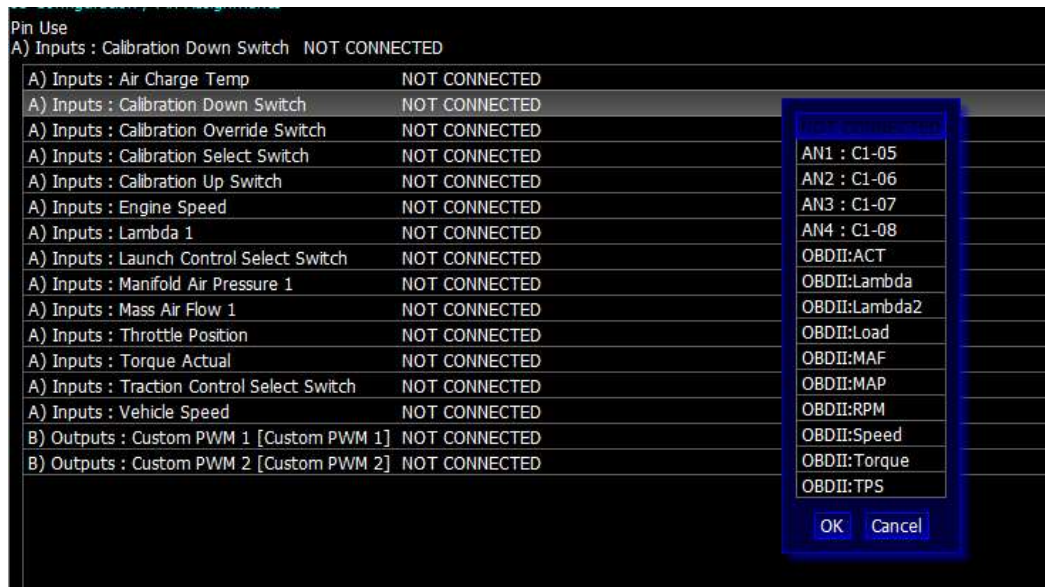 Pin Use
A) Inputs : Calibration Down Switch NOT CONNECTED
A) Inputs : Air Charge Temp NOT CONNECTED
A) Inputs : Calibration Down Switch NOT CONNECTED
A) Inputs : Calibration Override Switch NOT CONNECTED
A) Inputs : Calibration Select Switch NOT CONNECTED
A) Inputs : Calibration Up Switch NOT CONNECTED
A) Inputs : Engine Speed NOT CONNECTED
A) Inputs : Lambda 1 NOT CONNECTED
A) Inputs : Launch Control Select Switch NOT CONNECTED
A) Inputs : Manifold Air Pressure 1 NOT CONNECTED
A) Inputs : Mass Air Flow 1 NOT CONNECTED
A) Inputs : Throttle Position NOT CONNECTED
A) Inputs : Torque Actual NOT CONNECTED
A) Inputs : Traction Control Select Switch NOT CONNECTED
A) Inputs : Vehicle Speed NOT CONNECTED
B) Outputs : Custom PWM 1 [Custom PWM 1] NOT CONNECTED
B) Outputs : Custom PWM 2 [Custom PWM 2] NOT CONNECTED
AN1 : C1-05
AN2 : C1-06
AN3 : C1-07
AN4 : C1-08
OBDII:ACT
OBDII:Lambda
OBDII:Lambda2
OBDII:Load
OBDII:MAF
OBDII:MAP
OBDII:RPM
OBDII:Speed
OBDII:Torque
OBDII:TPS
OK Cancel